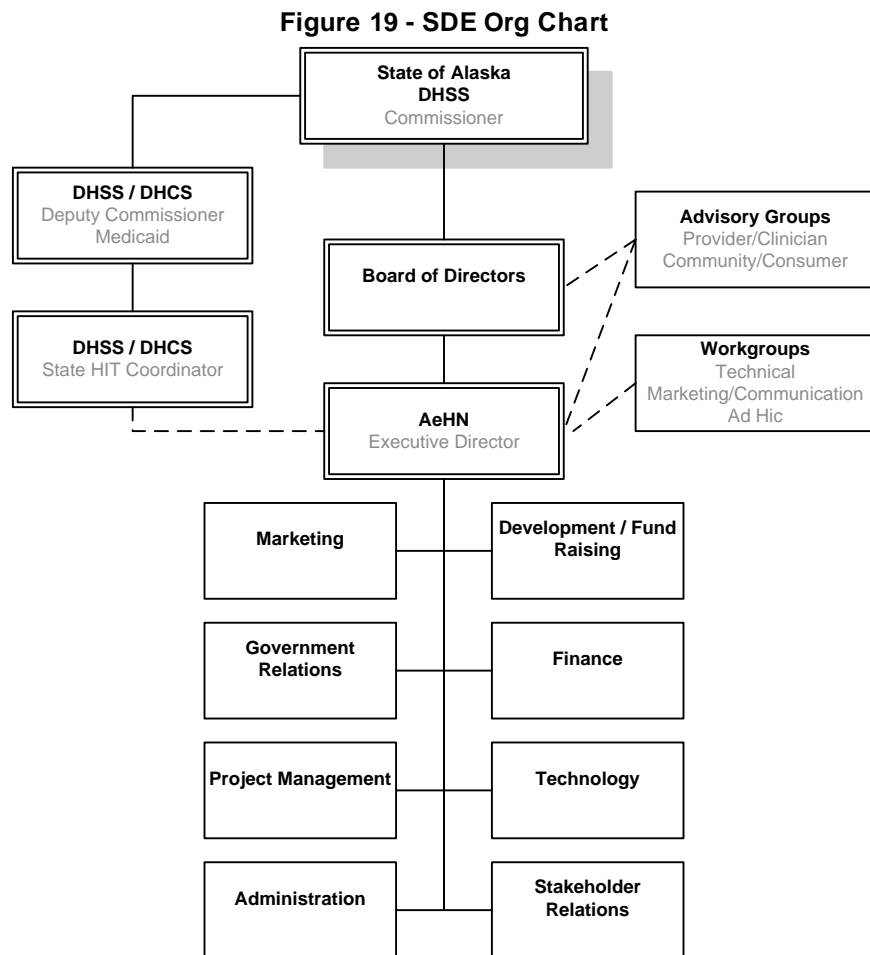 Figure 19 - SDE Org Chart
State of Alaska
DHSS
Commissioner
DHSS / DHCS
Deputy Commissioner
Medicaid
Advisory Groups
Provider/Clinician
Community/Consumer
Board of Directors
DHSS / DHCS
State HIT Coordinator
Workgroups
Technical
Marketing/Communication
Ad Hic
AeHN
Executive Director
Marketing
Development / Fund
Raising
Government
Relations
Finance
Project Management
Technology
Administration
Stakeholder
Relations